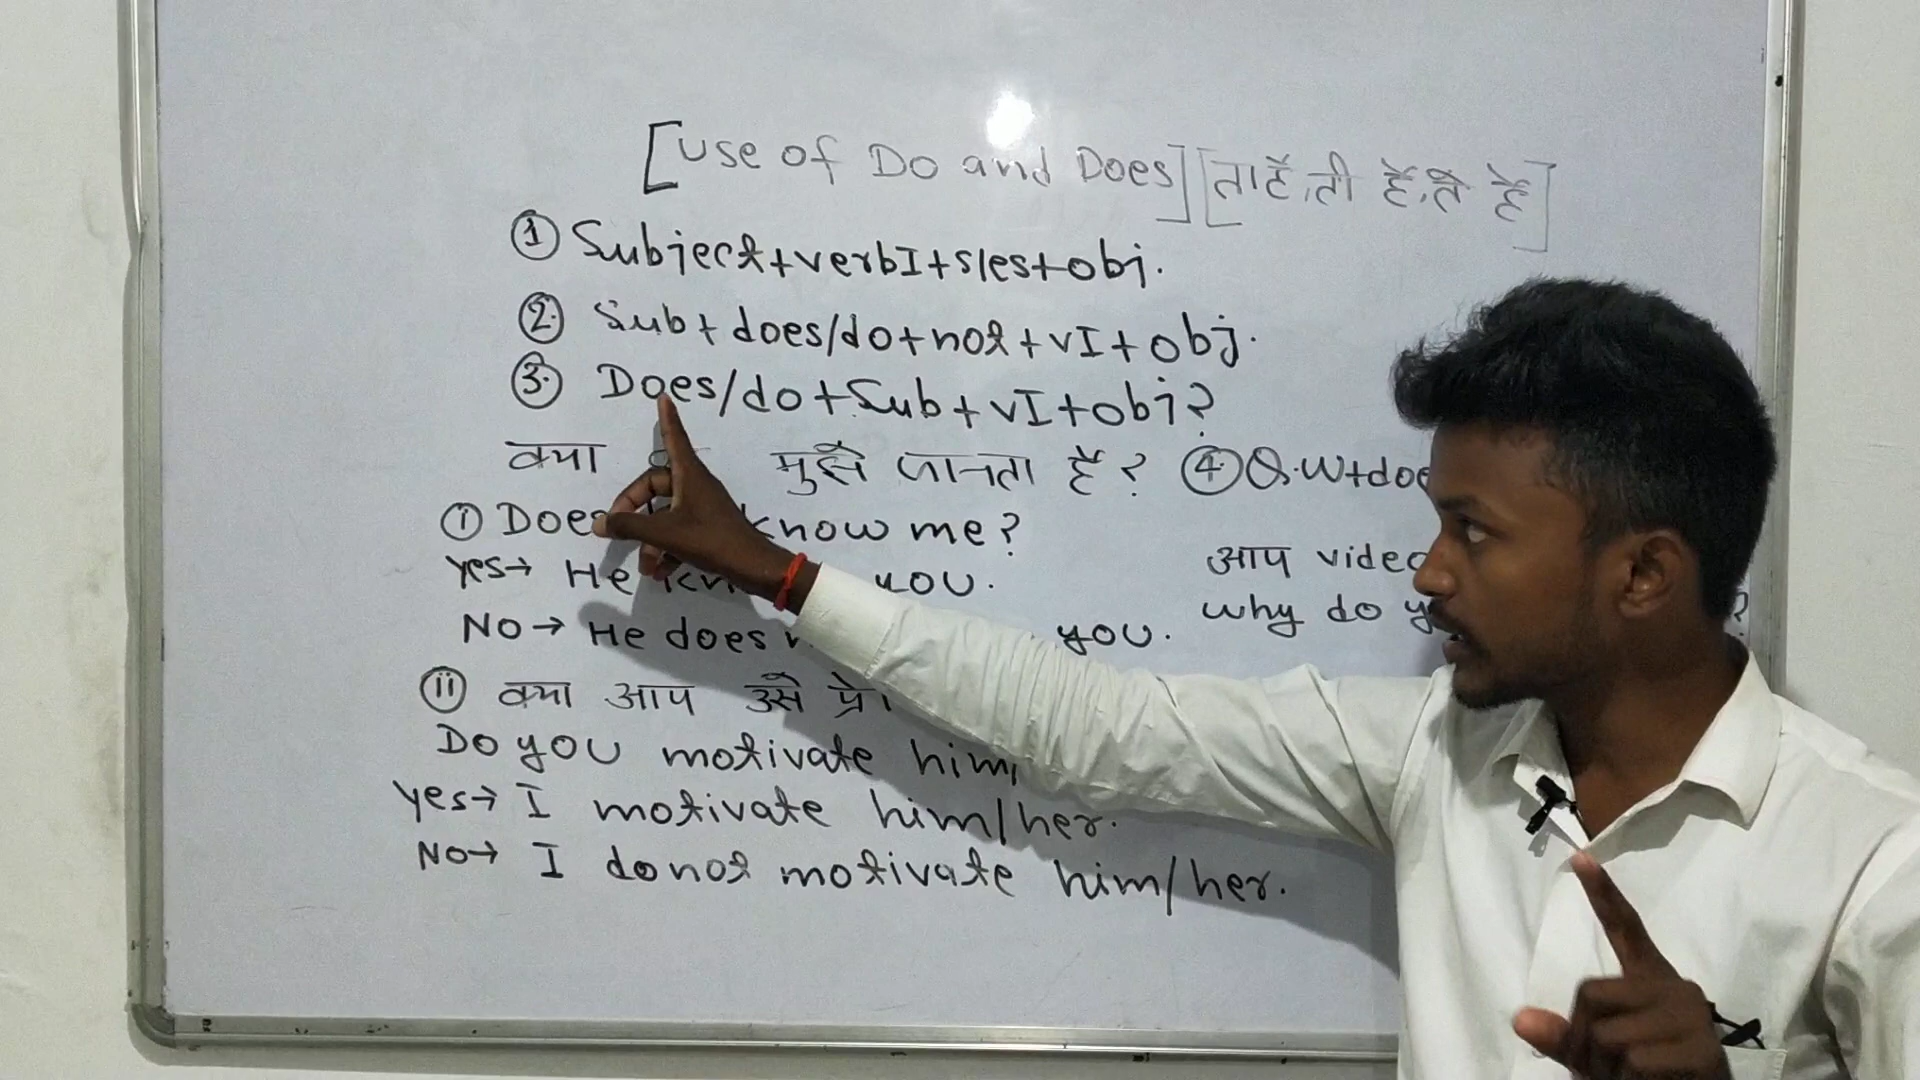 [Use of Do and Does] [ता हैं, ती हैं, ते हैं]
① Subject+verbI+s/es+obj.
②. Sub+does/do+not+vI+obj.
③. Does/do+Sub+vI+obj?
क्या मुझे जानता हैं?
④ Q.W+doe
① Does know me?
आप video
Yes→ He you.
why do y ?
No→ He does you.
ⅱ क्या आप उसे
Do you motivate him/
Yes→ I motivate him/her.
No→ I do not motivate him/her.